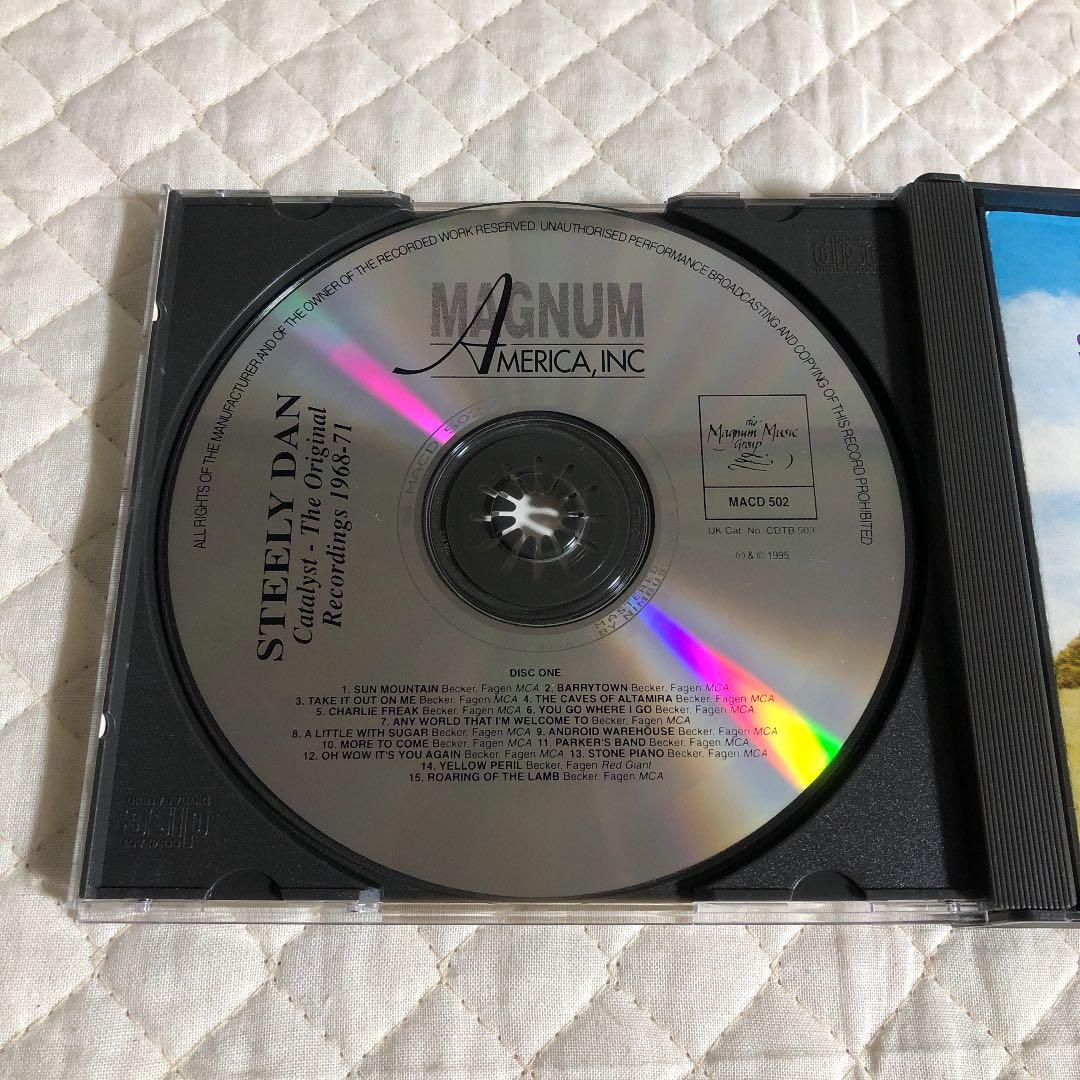 ALL RIGHTS OF THE MANUFACTURER AND OF THE OWNER OF THE RECORDED WORK RESERVED. UNAUTHORISED PERFORMANCE BROADCASTING AND COPYING OF THIS RECORD PROHIBITED
MAGNUM
AMERICA, INC
STEELY DAN
Catalyst - The Original
Recordings 1968-71
the
Magnum Music
Group
MACD 502
UK Cat. No. CDTB 503
℗ & © 1995
MACD 502
MASTERED
BY NIMBUS
DISC ONE
1. SUN MOUNTAIN Becker, Fagen MCA 2. BARRYTOWN Becker, Fagen MCA
3. TAKE IT OUT ON ME Becker, Fagen MCA 4. THE CAVES OF ALTAMIRA Becker, Fagen MCA
5. CHARLIE FREAK Becker, Fagen MCA 6. YOU GO WHERE I GO Becker, Fagen MCA
7. ANY WORLD THAT I'M WELCOME TO Becker, Fagen MCA
8. A LITTLE WITH SUGAR Becker, Fagen MCA 9. ANDROID WAREHOUSE Becker, Fagen MCA
10. MORE TO COME Becker, Fagen MCA 11. PARKER'S BAND Becker, Fagen MCA
12. OH WOW IT'S YOU AGAIN Becker, Fagen MCA 13. STONE PIANO Becker, Fagen MCA
14. YELLOW PERIL Becker, Fagen Red Giant
15. ROARING OF THE LAMB Becker, Fagen MCA
disc
DIGITAL AUDIO